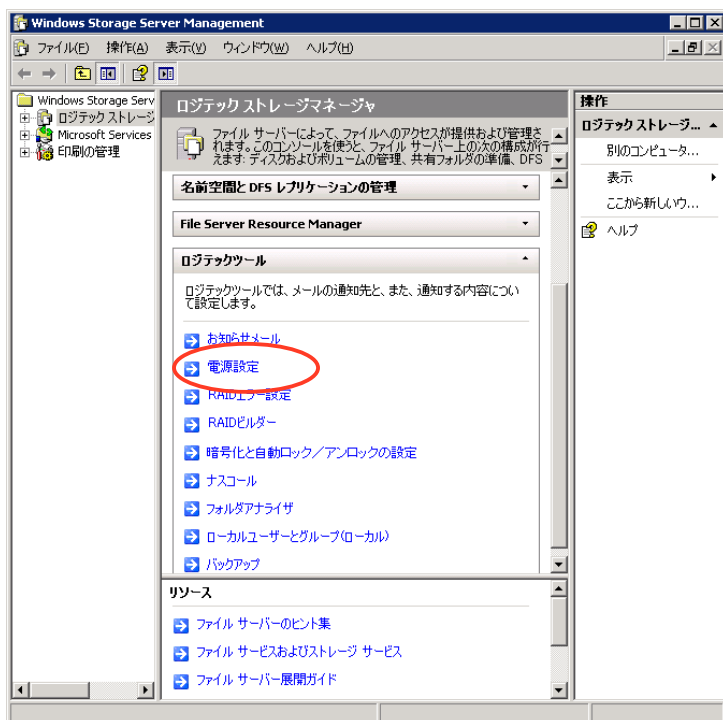 Windows Storage Server Management
ファイル(F) 操作(A) 表示(V) ウィンドウ(W) ヘルプ(H)
Windows Storage Serv
ロジテック ストレージ
Microsoft Services
印刷の管理
ロジテック ストレージマネージャ
ファイル サーバーによって、ファイルへのアクセスが提供および管理さ
れます。このコンソールを使うと、ファイル サーバー上の次の構成が行
えます: ディスクおよびボリュームの管理、共有フォルダの準備、DFS
名前空間と DFS レプリケーションの管理
File Server Resource Manager
ロジテックツール
ロジテックツールでは、メールの通知先と、また、通知する内容につい
て設定します。
お知らせメール
電源設定
RAIDエラー設定
RAIDビルダー
暗号化と自動ロック／アンロックの設定
ナスコール
フォルダアナライザ
ローカルユーザーとグループ(ローカル)
バックアップ
リソース
ファイル サーバーのヒント集
ファイル サービスおよびストレージ サービス
ファイル サーバー展開ガイド
操作
ロジテック ストレージ...
別のコンピュータ...
表示
ここから新しいウ...
ヘルプ